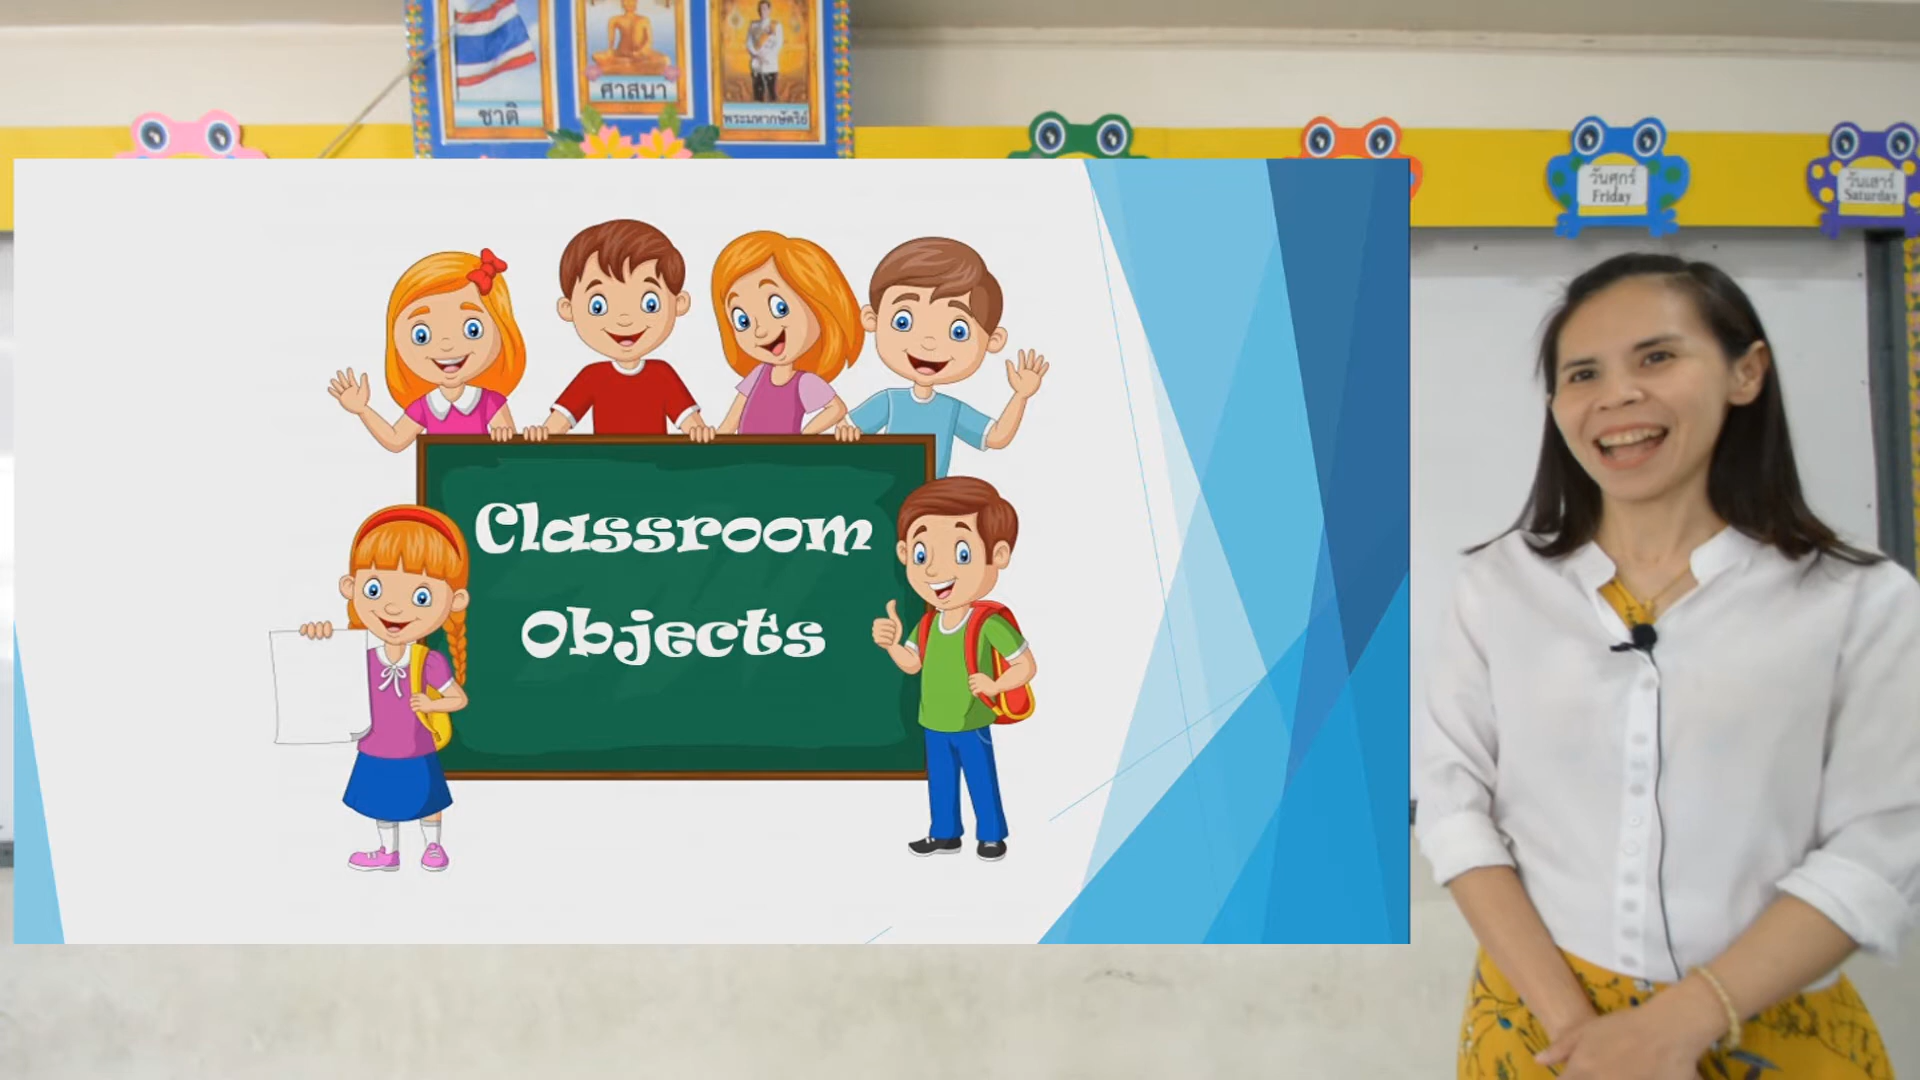 ชาติ
ศาสนา
พระมหากษัตริย์
วันศุกร์
Friday
วันเสาร์
Saturday
Classroom
Objects